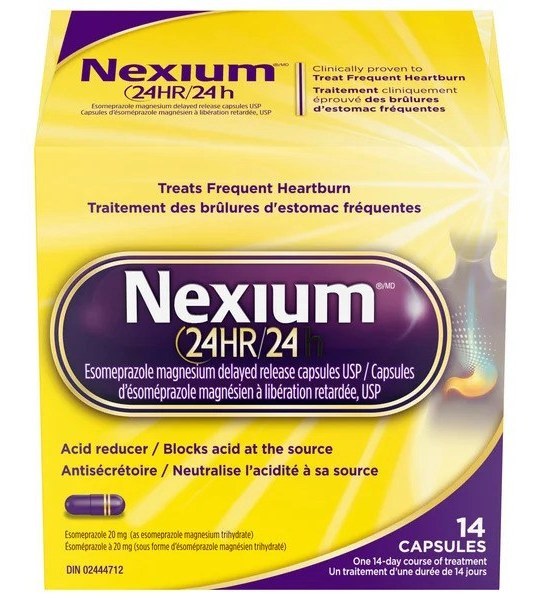 Nexium ®/MD
(24HR/24 h
Esomeprazole magnesium delayed release capsules USP
Capsules d'ésoméprazole magnésien à libération retardée, USP
Clinically proven to
Treat Frequent Heartburn
Traitement cliniquement
éprouvé des brûlures
d'estomac fréquentes
Treats Frequent Heartburn
Traitement des brûlures d'estomac fréquentes
Nexium ®/MD
(24HR/24 h
Esomeprazole magnesium delayed release capsules USP / Capsules
d'ésoméprazole magnésien à libération retardée, USP
Acid reducer / Blocks acid at the source
Antisécrétoire / Neutralise l'acidité à sa source
Esomeprazole 20 mg (as esomeprazole magnesium trihydrate)
Ésoméprazole à 20 mg (sous forme d'ésoméprazole magnésien trihydraté)
DIN 02444712
14
CAPSULES
One 14-day course of treatment
Un traitement d'une durée de 14 jours